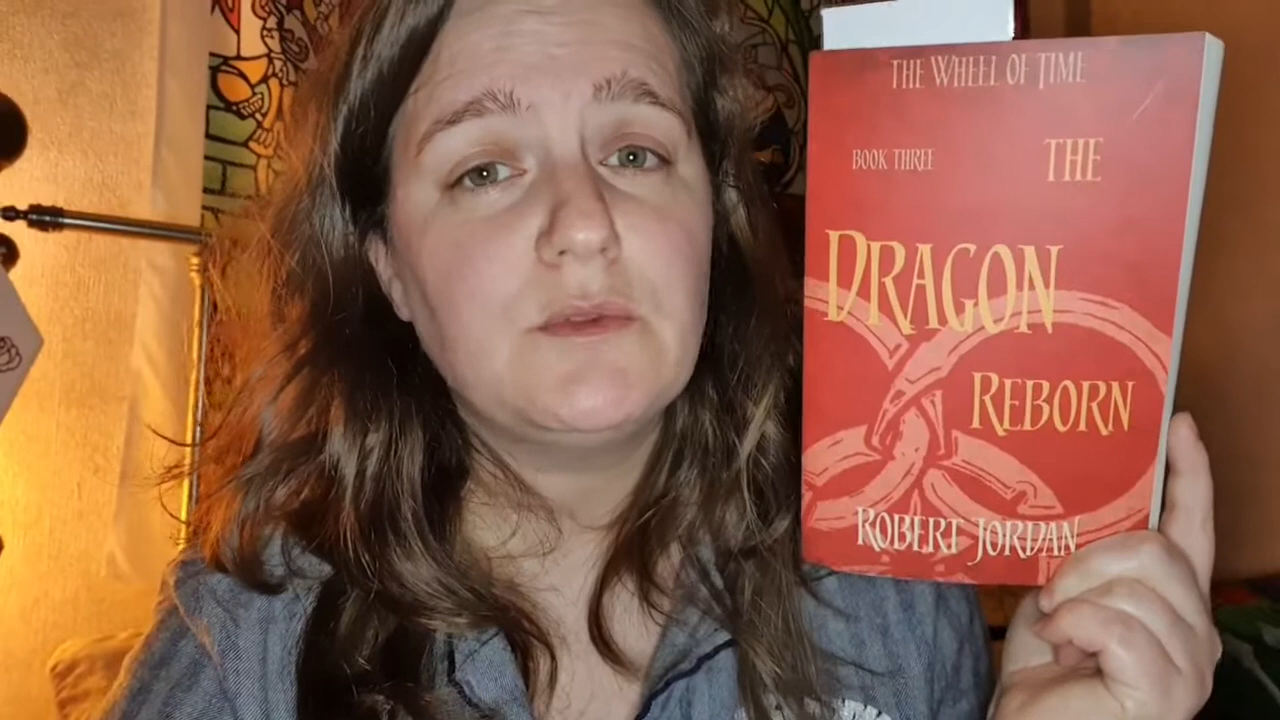 THE WHEEL OF TIME
BOOK THREE
THE
DRAGON
REBORN
ROBERT JORDAN